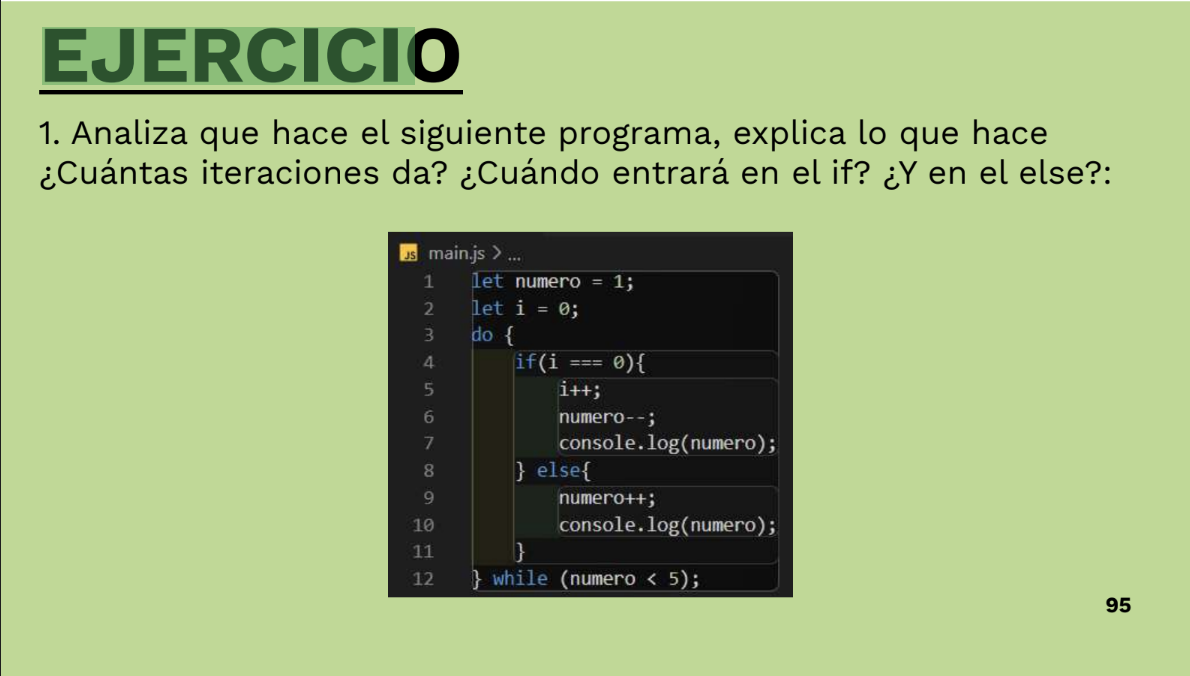 EJERCICIO
1. Analiza que hace el siguiente programa, explica lo que hace
¿Cuántas iteraciones da? ¿Cuándo entrará en el if? ¿Y en el else?:
JS main.js > ...
1 let numero = 1;
2 let i = 0;
3 do {
4 if(i === 0){
5 i++;
6 numero--;
7 console.log(numero);
8 } else{
9 numero++;
10 console.log(numero);
11 }
12 } while (numero < 5);
95